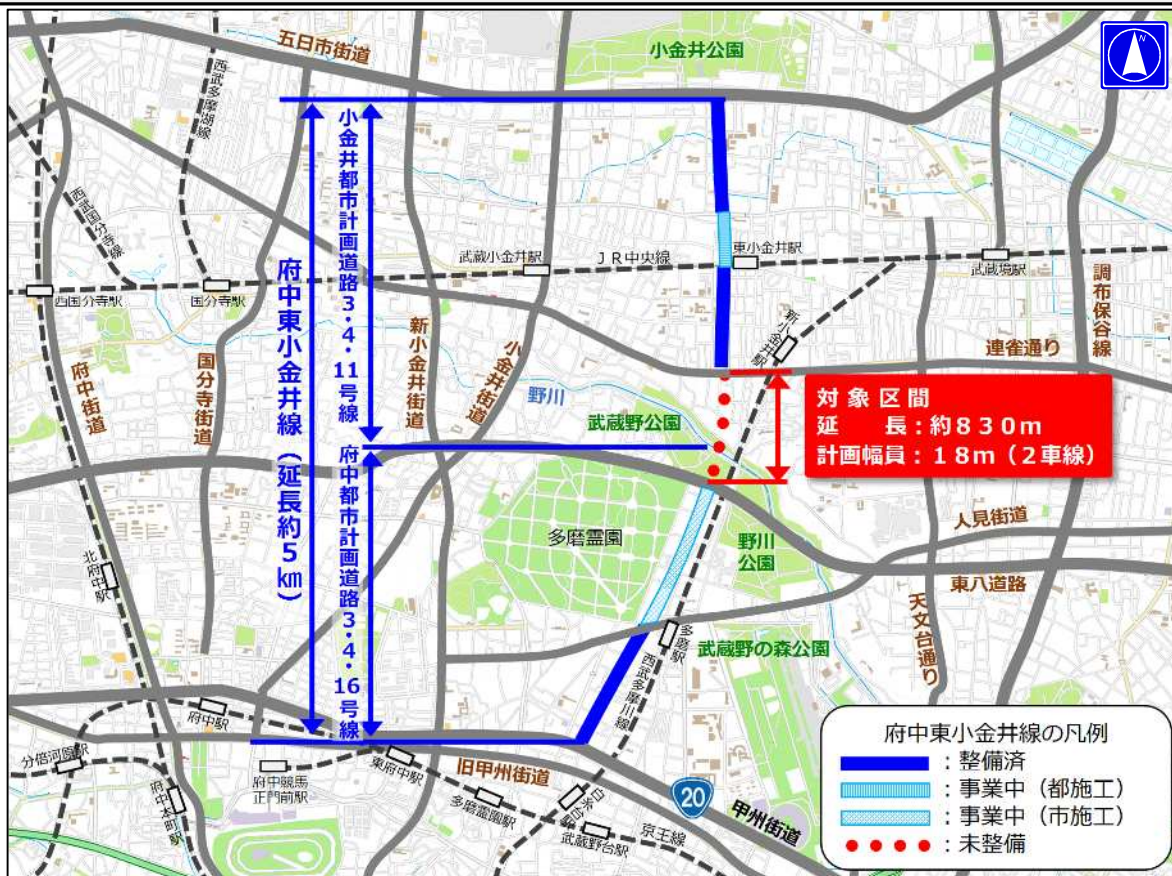 N
五日市街道
小金井公園
西武多摩湖線
西武国分寺線
小金井都市計画道路3・4・11号線
府中東小金井線（延長約5㎞）
武蔵小金井駅
JR中央線
東小金井駅
武蔵境駅
西国分寺駅
国分寺駅
調布保谷線
府中街道
国分寺街道
新小金井街道
小金井街道
新小金井駅
連雀通り
野川
武蔵野公園
対象区間
延　　長：約830m
計画幅員：18m（2車線）
府中都市計画道路3・4・16号線
多磨霊園
野川
公園
人見街道
東八道路
天文台通り
北府中駅
多磨駅
西武多摩川線
武蔵野の森公園
府中駅
分倍河原駅
府中本町駅
府中競馬
正門前駅
東府中駅
旧甲州街道
多磨霊園駅
白糸台駅
武蔵野台駅
京王線
20
甲州街道
府中東小金井線の凡例
：整備済
：事業中（都施工）
：事業中（市施工）
：未整備